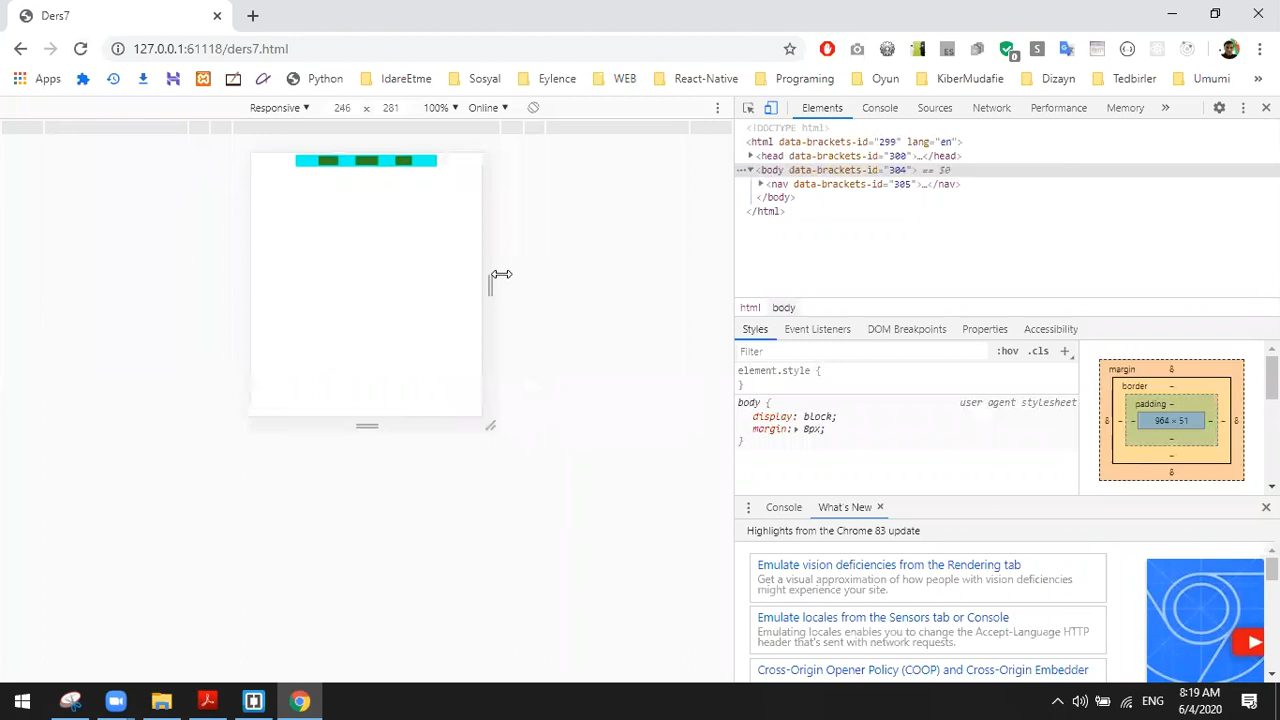 Ders7
127.0.0.1:61118/ders7.html
Apps Python IdareEtme Sosyal Eylence WEB React-Native Programing Oyun KiberMudafie Dizayn Tedbirler Umumi »
Responsive 246 x 281 100% Online
Elements Console Sources Network Performance Memory »
<!DOCTYPE html>
<html data-brackets-id="299" lang="en">
<head data-brackets-id="300">…</head>
<body data-brackets-id="304"> == $0
<nav data-brackets-id="305">…</nav>
</body>
</html>
html body
Styles Event Listeners DOM Breakpoints Properties Accessibility
Filter :hov .cls +
element.style {
}
body { user agent stylesheet
display: block;
margin: 8px;
}
margin 8
border –
padding –
8 – – 964 × 51 – – 8
–
–
8
Console What's New
Highlights from the Chrome 83 update
Emulate vision deficiencies from the Rendering tab
Get a visual approximation of how people with vision deficiencies
might experience your site.
Emulate locales from the Sensors tab or Console
Emulating locales enables you to change the Accept-Language HTTP
header that's sent with network requests.
Cross-Origin Opener Policy (COOP) and Cross-Origin Embedder
ENG
8:19 AM
6/4/2020